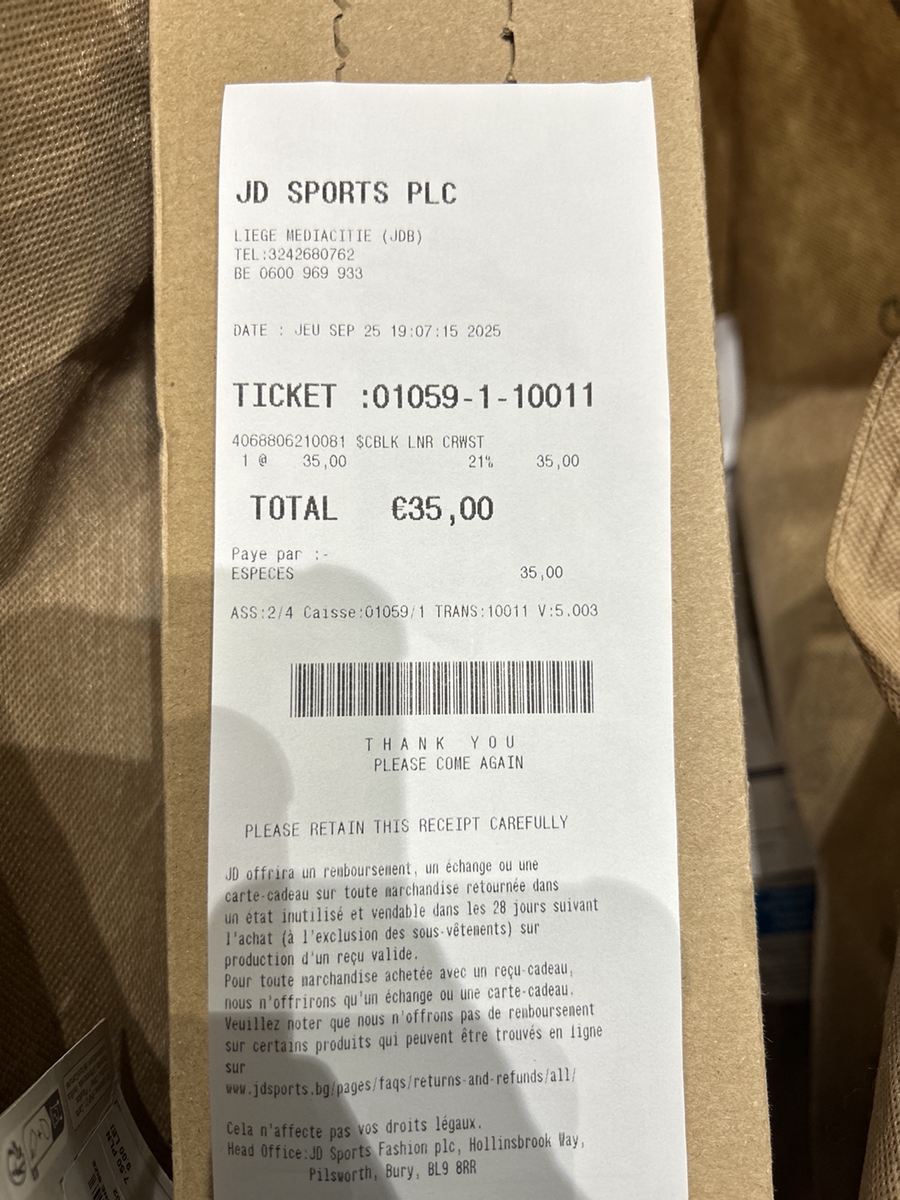 JD SPORTS PLC
LIEGE MEDIACITIE (JDB)
TEL:3242680762
BE 0600 969 933
DATE : JEU SEP 25 19:07:15 2025
TICKET :01059-1-10011
4068806210081 $CBLK LNR CRWST
1 @ 35,00 21% 35,00
TOTAL €35,00
Paye par :-
ESPECES 35,00
ASS:2/4 Caisse:01059/1 TRANS:10011 V:5.003
THANK YOU
PLEASE COME AGAIN
PLEASE RETAIN THIS RECEIPT CAREFULLY
JD offrira un remboursement, un échange ou une
carte-cadeau sur toute marchandise retournée dans
un état inutilisé et vendable dans les 28 jours suivant
l'achat (à l'exclusion des sous-vêtements) sur
production d'un reçu valide.
Pour toute marchandise achetée avec un reçu-cadeau,
nous n'offrirons qu'un échange ou une carte-cadeau.
Veuillez noter que nous n'offrons pas de remboursement
sur certains produits qui peuvent être trouvés en ligne
sur
www.jdsports.bg/pages/faqs/returns-and-refunds/all/
Cela n'affecte pas vos droits légaux.
Head Office:JD Sports Fashion plc, Hollinsbrook Way,
Pilsworth, Bury, BL9 8RR